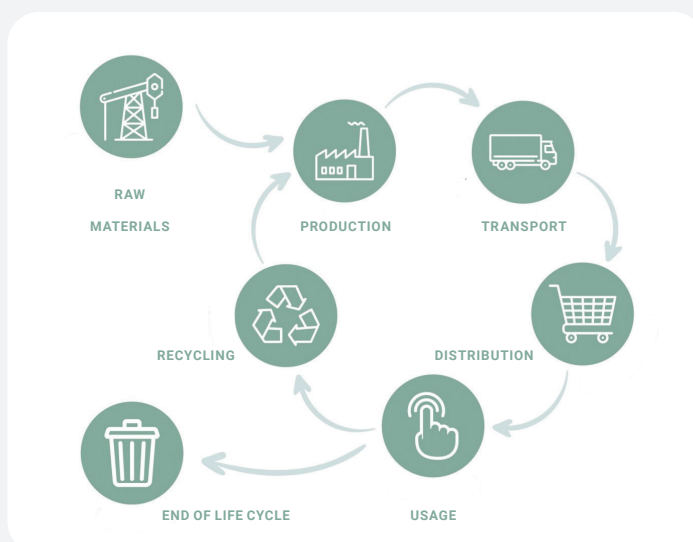 RAW
MATERIALS
PRODUCTION
TRANSPORT
RECYCLING
DISTRIBUTION
END OF LIFE CYCLE
USAGE